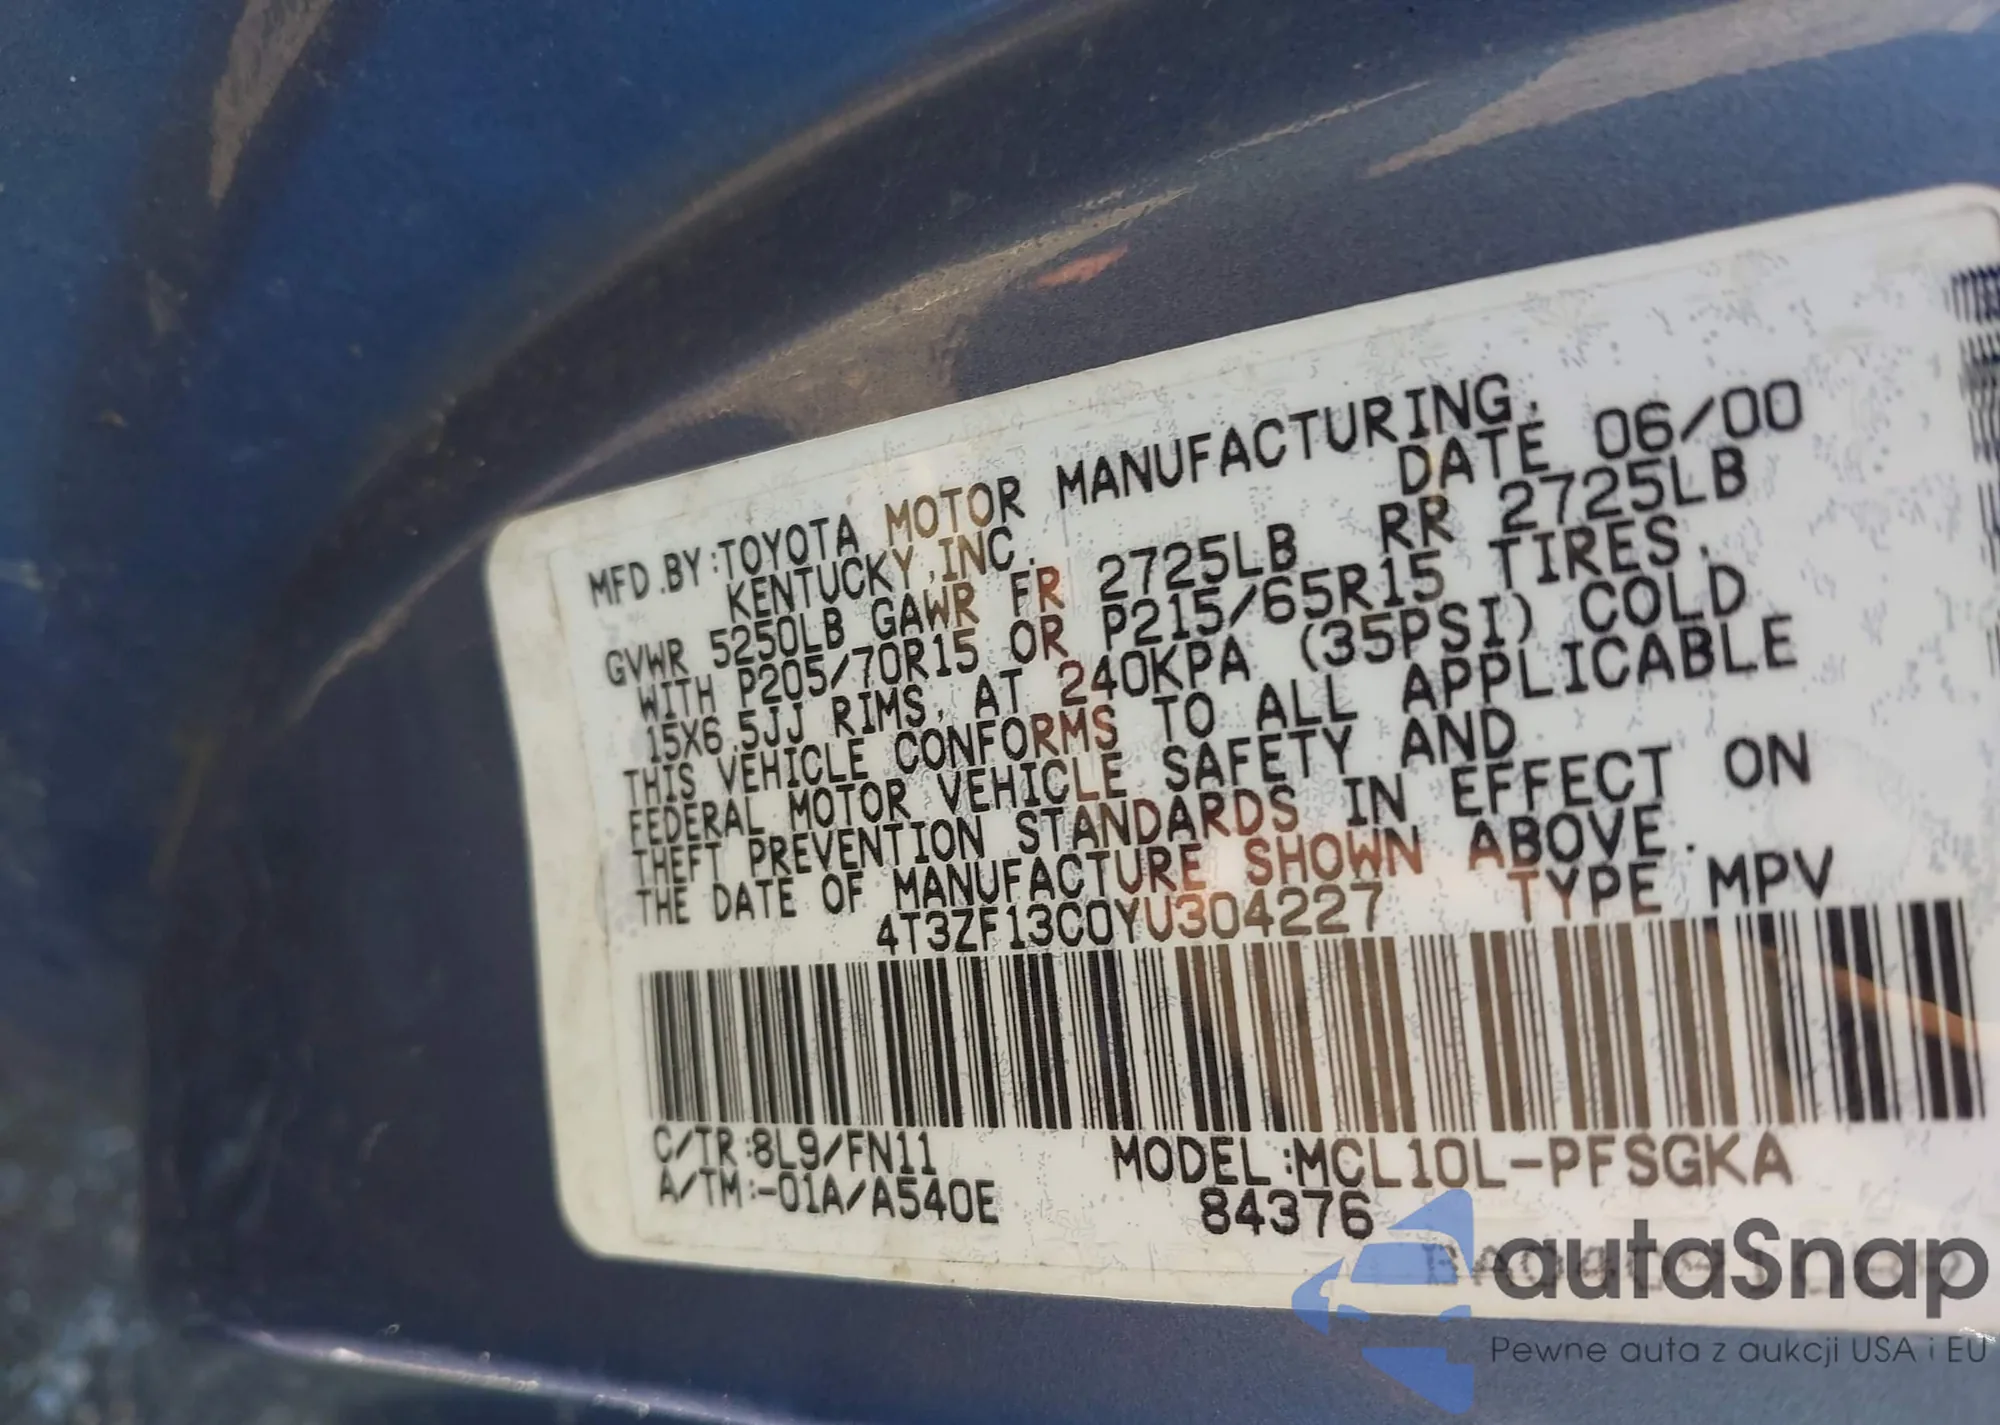 MFD.BY:TOYOTA MOTOR MANUFACTURING,
KENTUCKY,INC. DATE 06/00
GVWR 5250LB GAWR FR 2725LB RR 2725LB
WITH P205/70R15 OR P215/65R15 TIRES,
15X6.5JJ RIMS, AT 240KPA (35PSI) COLD
THIS VEHICLE CONFORMS TO ALL APPLICABLE
FEDERAL MOTOR VEHICLE SAFETY AND
THEFT PREVENTION STANDARDS IN EFFECT ON
THE DATE OF MANUFACTURE SHOWN ABOVE.
4T3ZF13C0YU304227 TYPE MPV
C/TR:8L9/FN11 MODEL:MCL10L-PFSGKA
A/TM:-01A/A540E 84376
autoSnap
Pewne auta z aukcji USA i EU